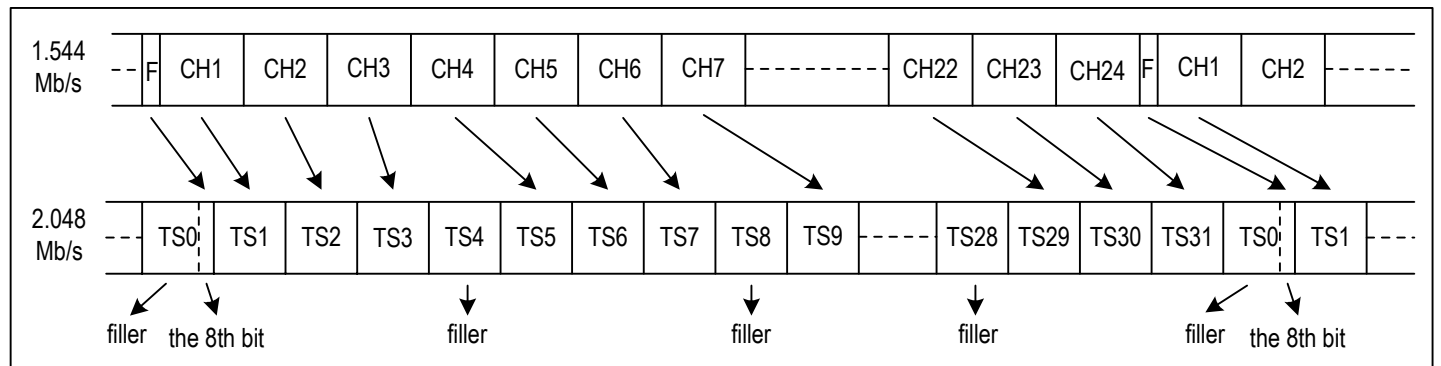 1.544
Mb/s
F CH1 CH2 CH3 CH4 CH5 CH6 CH7 CH22 CH23 CH24 F CH1 CH2
2.048
Mb/s
TS0 TS1 TS2 TS3 TS4 TS5 TS6 TS7 TS8 TS9 TS28 TS29 TS30 TS31 TS0 TS1
filler the 8th bit filler filler filler filler the 8th bit